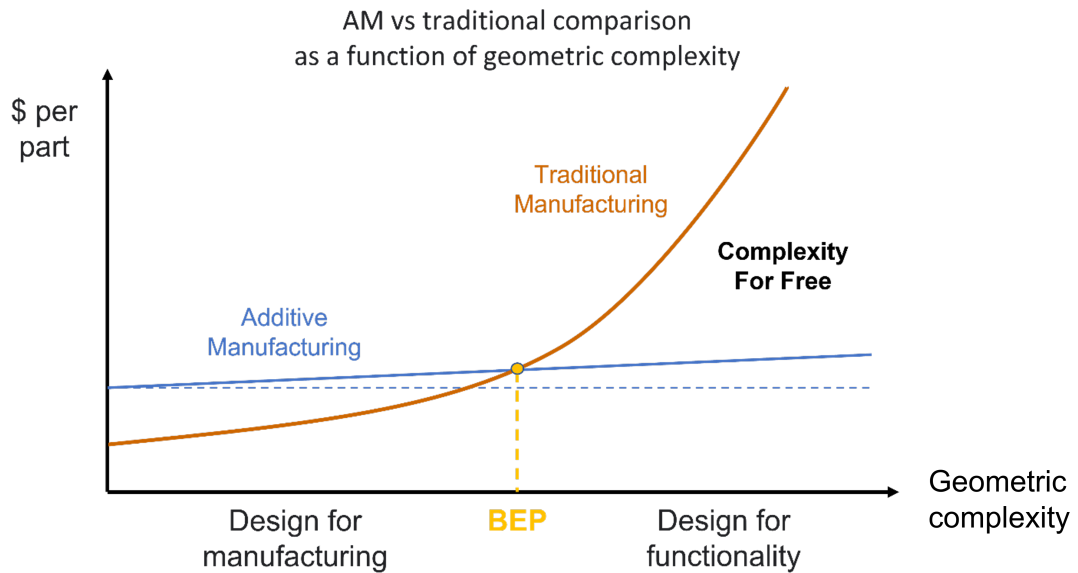 AM vs traditional comparison
as a function of geometric complexity
$ per
part
Traditional
Manufacturing
Complexity
For Free
Additive
Manufacturing
Geometric
complexity
Design for
manufacturing
BEP
Design for
functionality